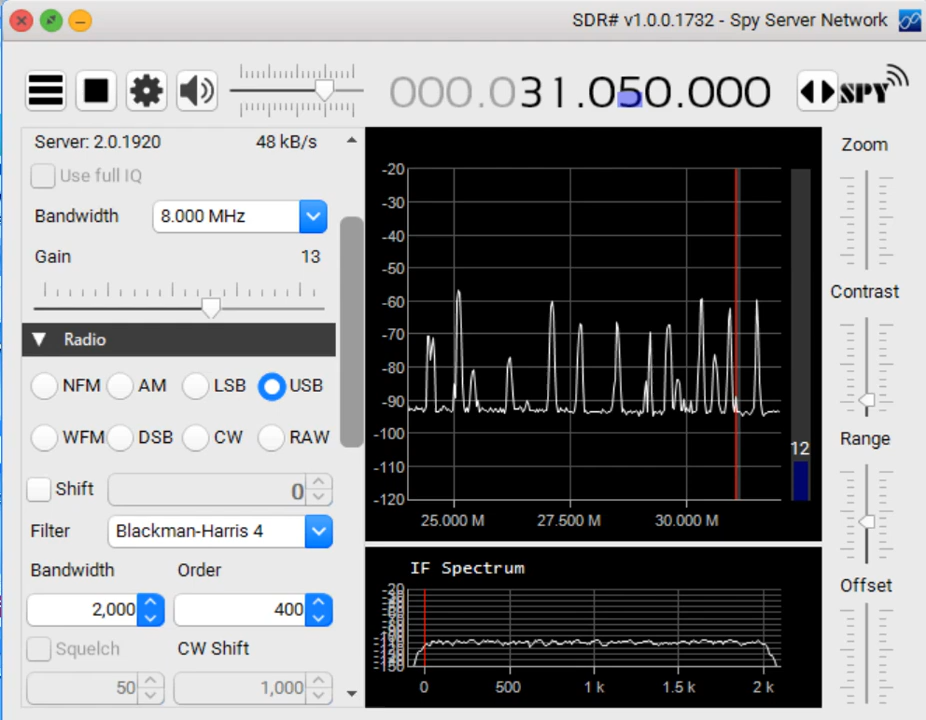 SDR# v1.0.0.1732 - Spy Server Network
000.031.050.000
SPY
Server: 2.0.1920 48 kB/s
Use full IQ
Bandwidth 8.000 MHz
Gain 13
Radio
NFM AM LSB USB
WFM DSB CW RAW
Shift 0
Filter Blackman-Harris 4
Bandwidth Order
2,000 400
Squelch CW Shift
50 1,000
-20
-30
-40
-50
-60
-70
-80
-90
-100
-110
-120
25.000 M 27.500 M 30.000 M
12
IF Spectrum
-20
0 500 1 k 1.5 k 2 k
Zoom
Contrast
Range
Offset